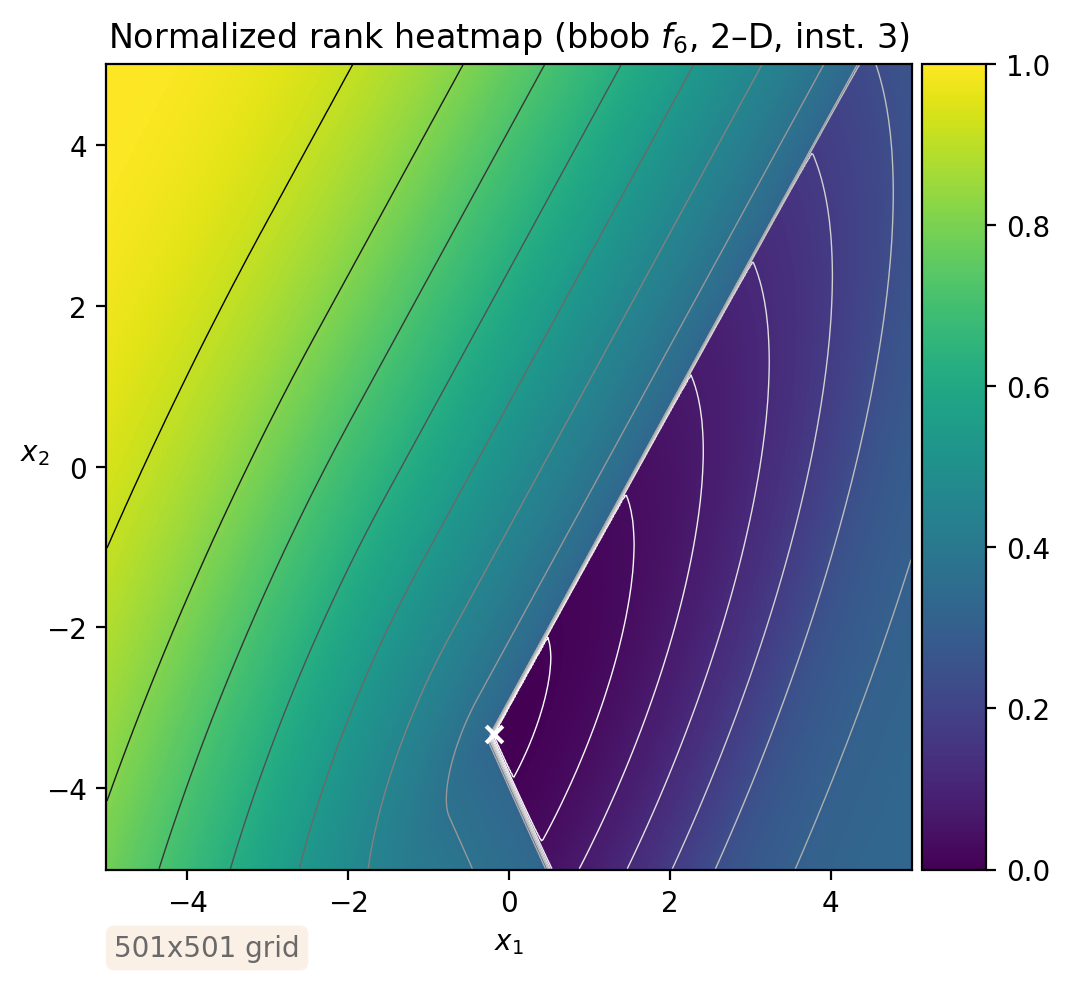 Normalized rank heatmap (bbob f₆, 2–D, inst. 3)
1.0
0.8
0.6
0.4
0.2
0.0
4
2
0
−2
−4
x₂
−4 −2 0 2 4
x₁
501x501 grid